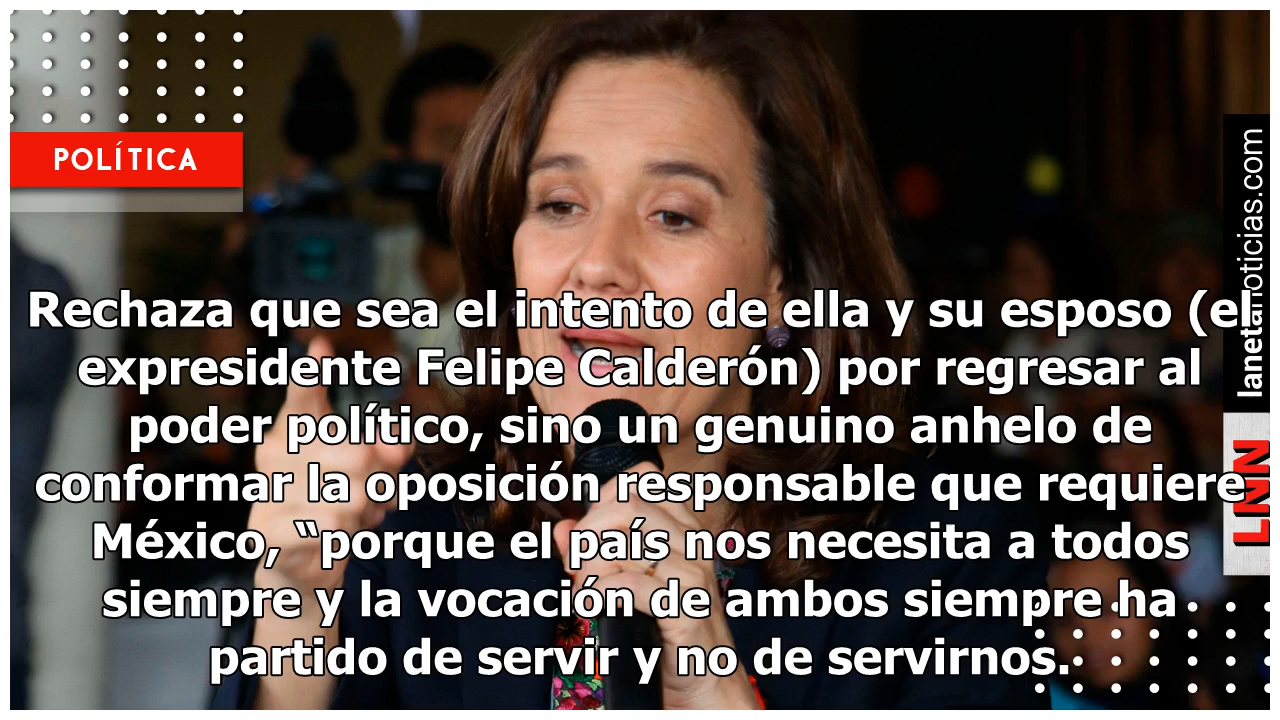 POLÍTICA
lanetanoticias.com
LNN
Rechaza que sea el intento de ella y su esposo (el
expresidente Felipe Calderón) por regresar al
poder político, sino un genuino anhelo de
conformar la oposición responsable que requiere
México, “porque el país nos necesita a todos
siempre y la vocación de ambos siempre ha
partido de servir y no de servirnos.